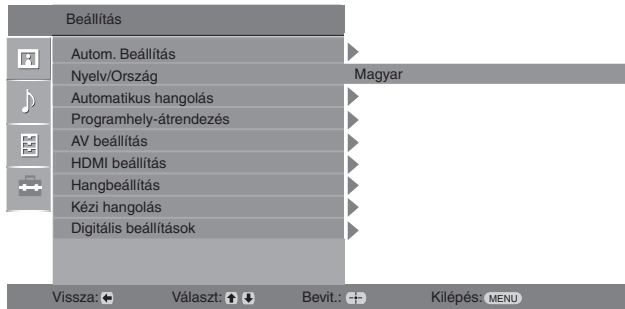 Beállítás
Autom. Beállítás
Nyelv/Ország Magyar
Automatikus hangolás
Programhely-átrendezés
AV beállítás
HDMI beállítás
Hangbeállítás
Kézi hangolás
Digitális beállítások
Vissza: Választ: Bevit.: Kilépés: MENU